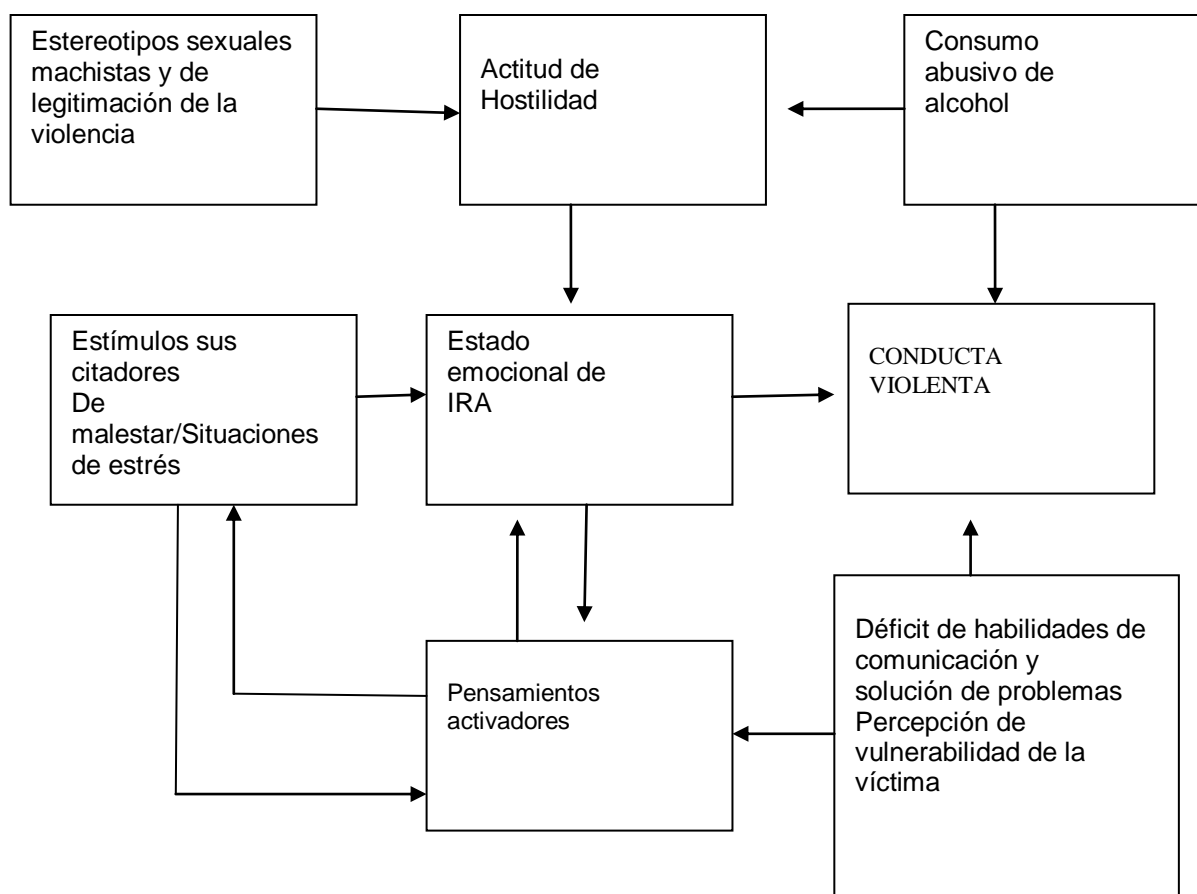 Estereotipos sexuales
machistas y de
legitimación de la
violencia
Actitud de
Hostilidad
Consumo
abusivo de
alcohol
Estímulos sus
citadores
De
malestar/Situaciones
de estrés
Estado
emocional de
IRA
CONDUCTA
VIOLENTA
Pensamientos
activadores
Déficit de habilidades de
comunicación y
solución de problemas
Percepción de
vulnerabilidad de la
víctima